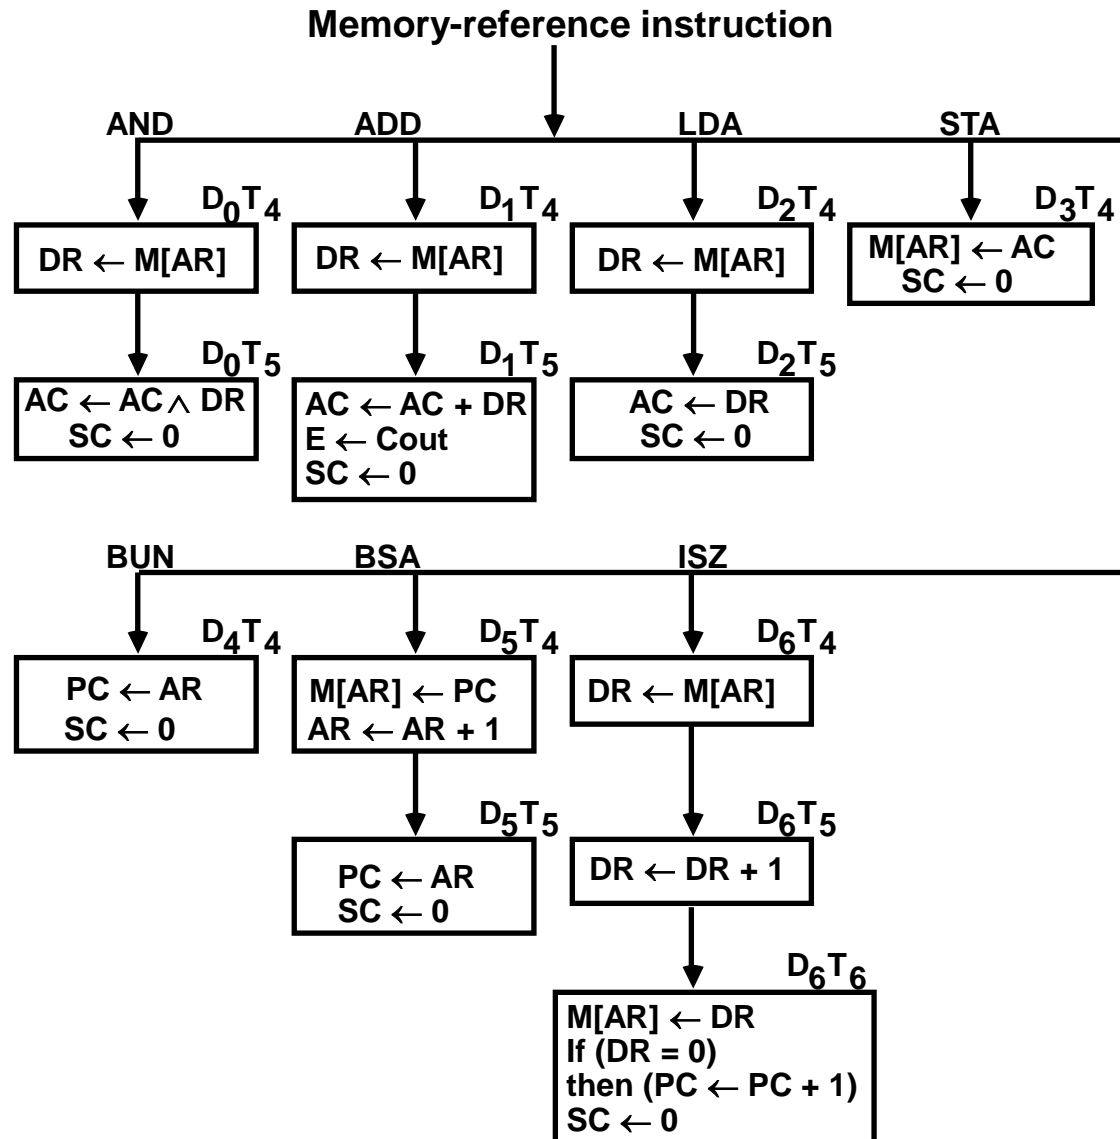 Memory-reference instruction
AND ADD LDA STA
D0T4 D1T4 D2T4 D3T4
DR ← M[AR]
DR ← M[AR]
DR ← M[AR]
M[AR] ← AC
SC ← 0
D0T5 D1T5 D2T5
AC ← AC ∧ DR
SC ← 0
AC ← AC + DR
E ← Cout
SC ← 0
AC ← DR
SC ← 0
BUN BSA ISZ
D4T4 D5T4 D6T4
PC ← AR
SC ← 0
M[AR] ← PC
AR ← AR + 1
DR ← M[AR]
D5T5 D6T5
PC ← AR
SC ← 0
DR ← DR + 1
D6T6
M[AR] ← DR
If (DR = 0)
then (PC ← PC + 1)
SC ← 0